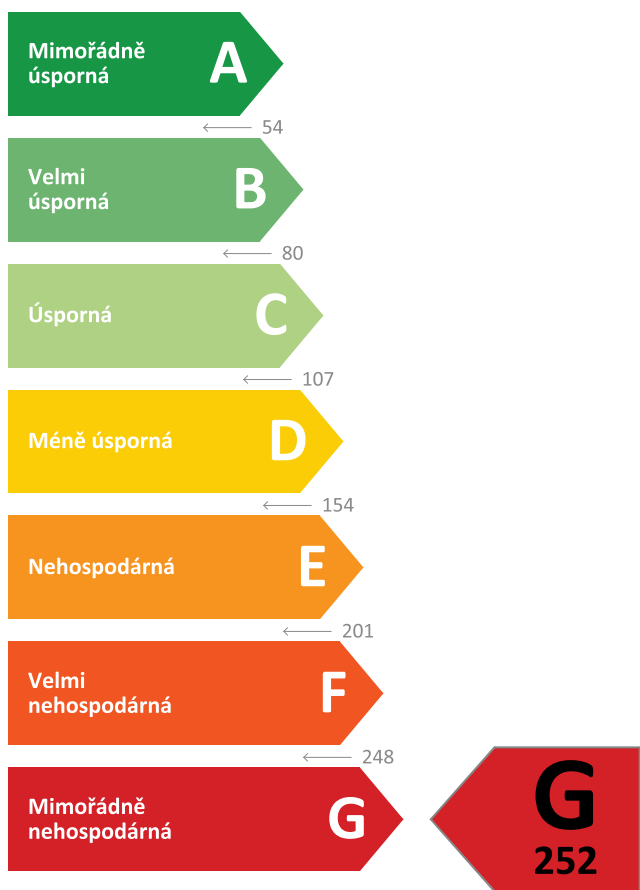 Mimořádně
úsporná
A
54
Velmi
úsporná
B
80
Úsporná
C
107
Méně úsporná
D
154
Nehospodárná
E
201
Velmi
nehospodárná
F
248
Mimořádně
nehospodárná
G
G
252